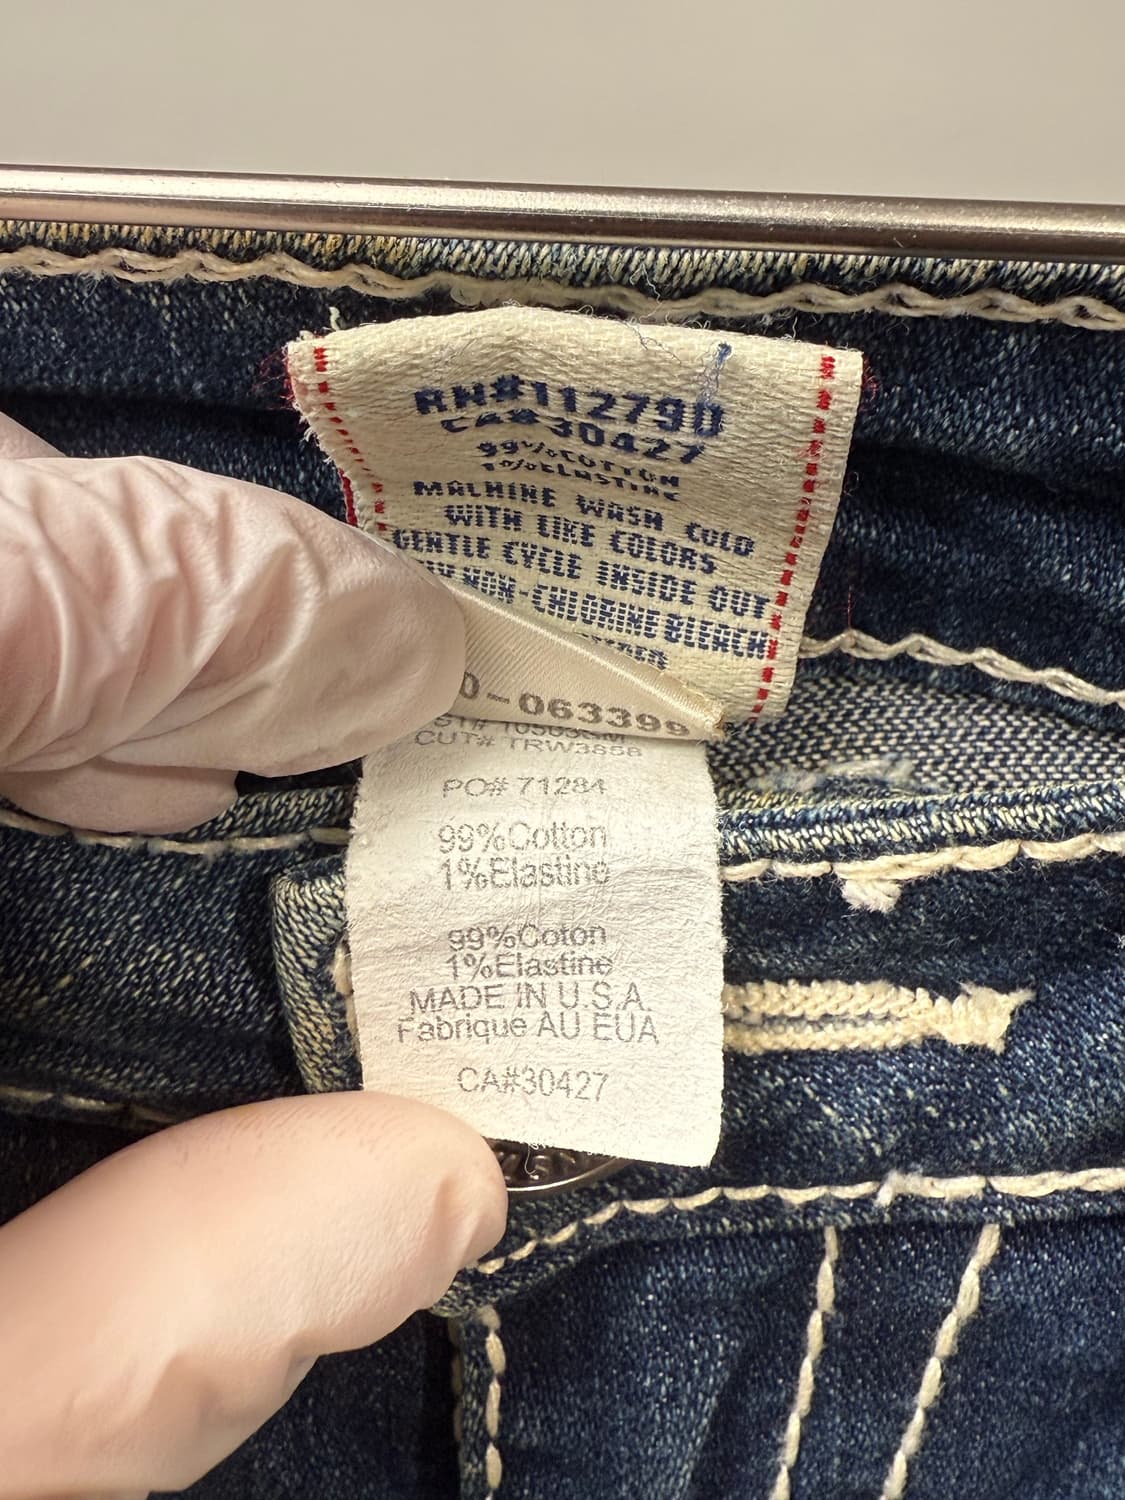 RN#112790
CA#30427
99%COTTON
1%ELASTINE
MACHINE WASH COLD
WITH LIKE COLORS
GENTLE CYCLE INSIDE OUT
NON-CHLORINE BLEACH
0-063399
CUT# TRW3858
PO# 71284
99%Cotton
1%Elastine
99%Coton
1%Elastine
MADE IN U.S.A.
Fabrique AU EUA
CA#30427